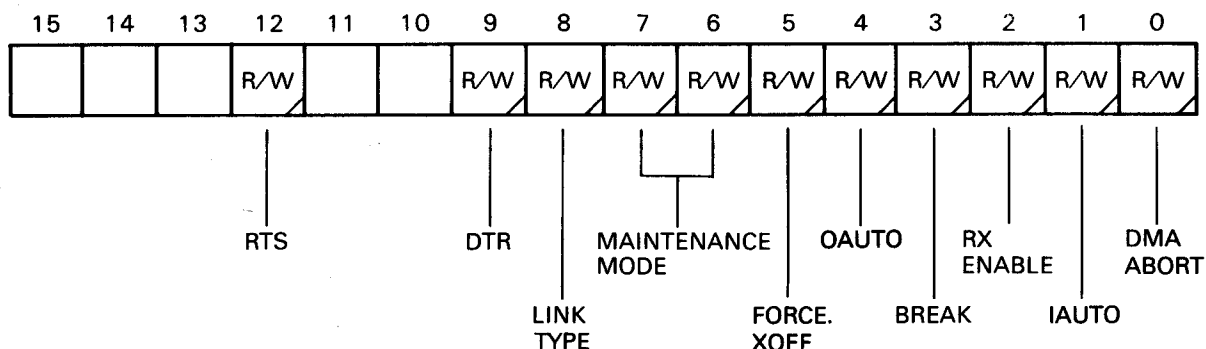 15 14 13 12 11 10 9 8 7 6 5 4 3 2 1 0
R/W R/W R/W R/W R/W R/W R/W R/W R/W R/W R/W
RTS DTR MAINTENANCE OAUTO RX DMA
MODE ENABLE ABORT
LINK FORCE. BREAK IAUTO
TYPE XOFF